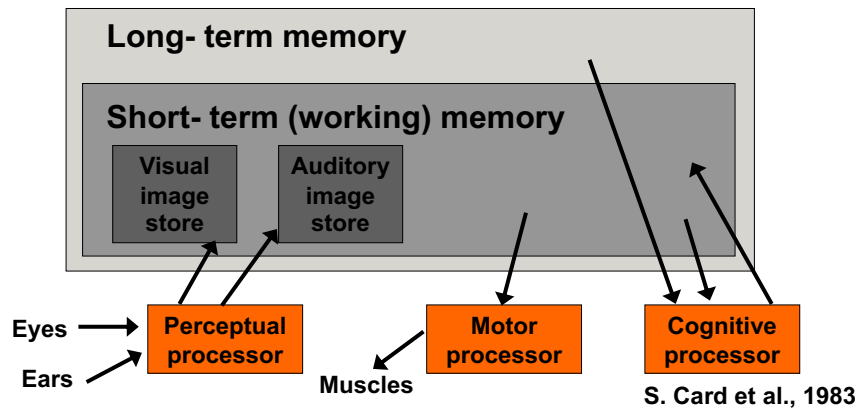 Long- term memory
Short- term (working) memory
Visual
image
store
Auditory
image
store
Eyes
Ears
Perceptual
processor
Muscles
Motor
processor
Cognitive
processor
S. Card et al., 1983